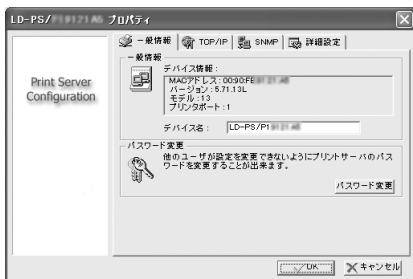 LD-PS/ プロパティ
Print Server
Configuration
一般情報
TCP/IP
SNMP
詳細設定
一般情報
デバイス情報：
MACアドレス：00:90:FE
バージョン：6.71.13L
モデル：13
プリンタポート：1
デバイス名： LD-PS/P1
パスワード変更
他のユーザが設定を変更できないようにプリントサーバのパス
ワードを変更することが出来ます。
パスワード変更
OK
キャンセル